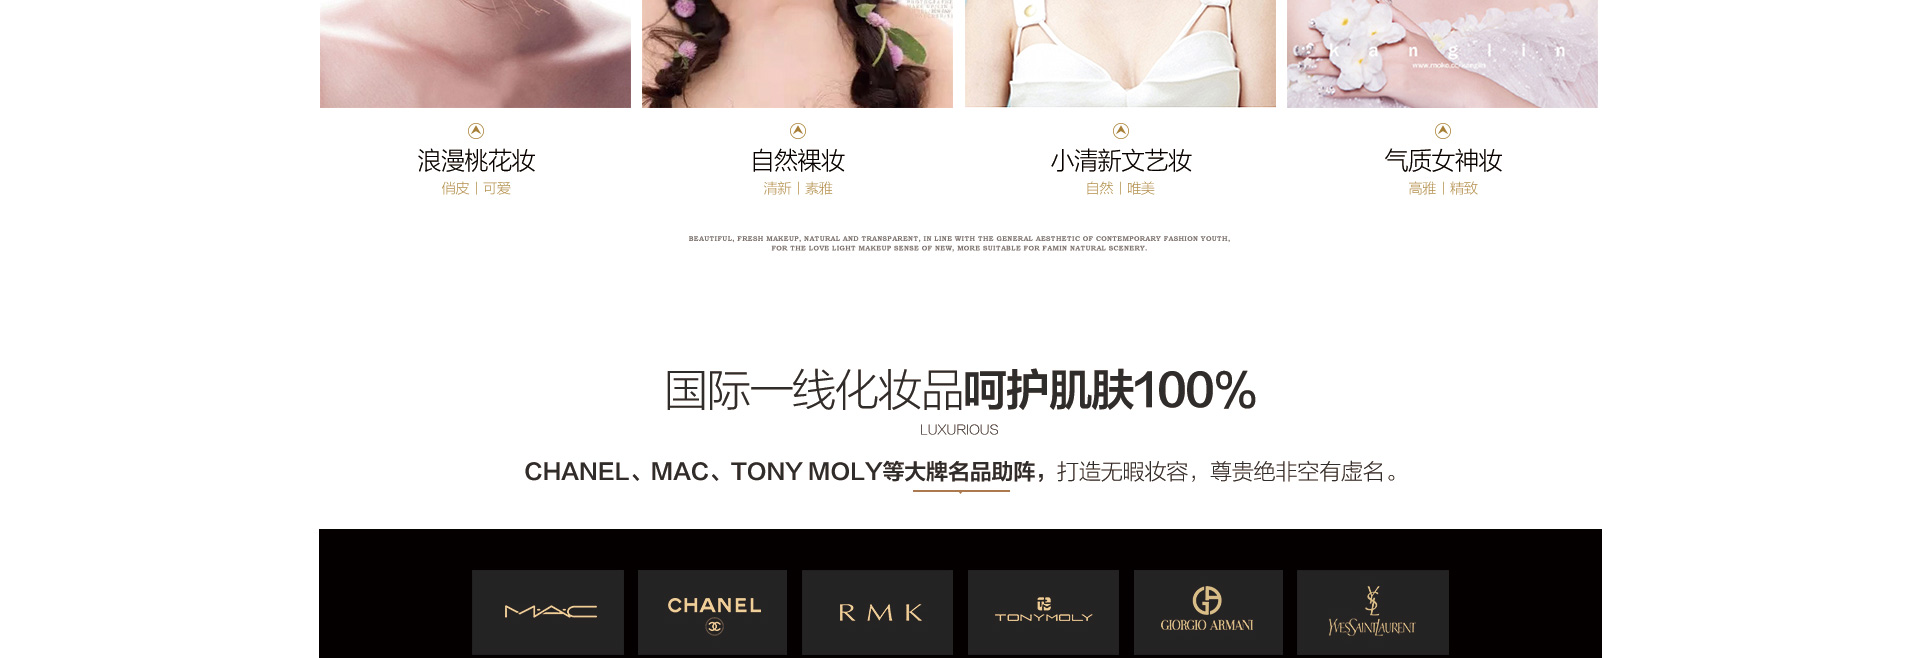 kanglin
浪漫桃花妆
俏皮丨可爱
自然裸妆
清新丨素雅
小清新文艺妆
自然丨唯美
气质女神妆
高雅丨精致
BEAUTIFUL, FRESH MAKEUP, NATURAL AND TRANSPARENT, IN LINE WITH THE GENERAL AESTHETIC OF CONTEMPORARY FASHION YOUTH,
FOR THE LOVE LIGHT MAKEUP SENSE OF NEW, MORE SUITABLE FOR FAMIN NATURAL SCENERY.
国际一线化妆品呵护肌肤100%
LUXURIOUS
CHANEL、MAC、TONY MOLY等大牌名品助阵，打造无暇妆容，尊贵绝非空有虚名。
M·A·C
CHANEL
RMK
TONYMOLY
GIORGIO ARMANI
YVESSAINTLAURENT